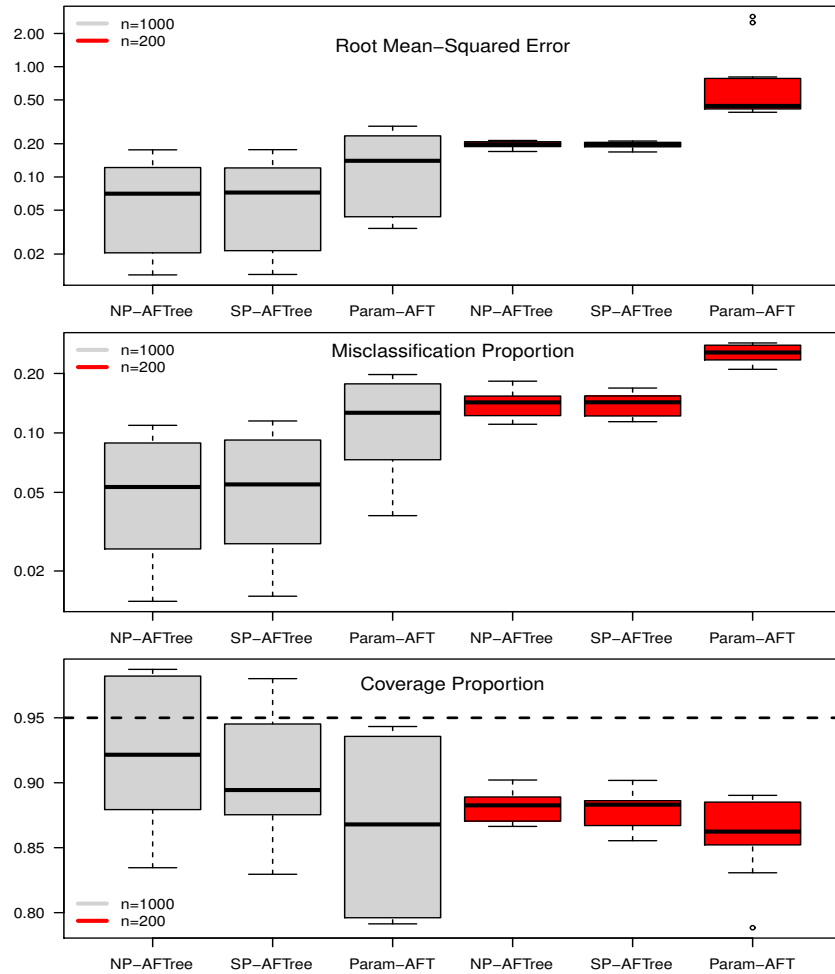 n=1000
n=200
Root Mean−Squared Error
2.00
1.00
0.50
0.20
0.10
0.05
0.02
NP−AFTree SP−AFTree Param−AFT NP−AFTree SP−AFTree Param−AFT
n=1000
n=200
Misclassification Proportion
0.20
0.10
0.05
0.02
NP−AFTree SP−AFTree Param−AFT NP−AFTree SP−AFTree Param−AFT
Coverage Proportion
0.95
0.90
0.85
0.80
n=1000
n=200
NP−AFTree SP−AFTree Param−AFT NP−AFTree SP−AFTree Param−AFT